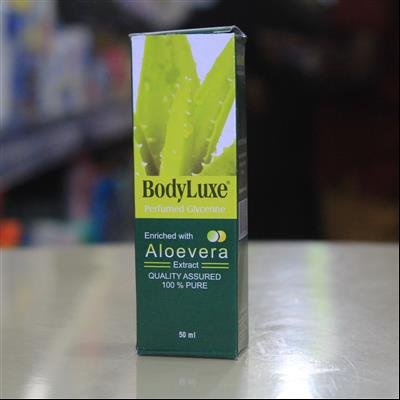 BodyLuxe®
Perfumed Glycerine
Enriched with
Aloevera
Extract
QUALITY ASSURED
100 % PURE
50 ml